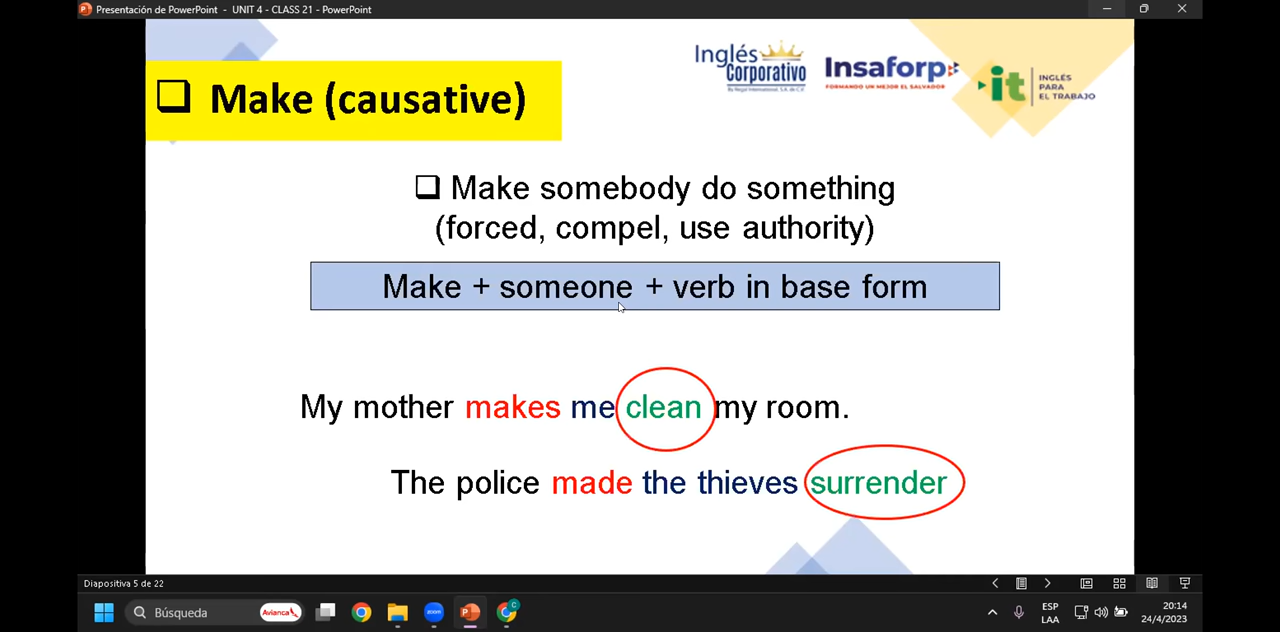 Presentación de PowerPoint - UNIT 4 - CLASS 21 - PowerPoint
Inglés
Corporativo
Insaforp
FORMANDO UN MEJOR EL SALVADOR
it
INGLÉS
PARA
EL TRABAJO
Make (causative)
Make somebody do something
(forced, compel, use authority)
Make + someone + verb in base form
My mother makes me clean my room.
The police made the thieves surrender
Diapositiva 5 de 22
Búsqueda
Avianca
zoom
ESP
LAA
20:14
24/4/2023